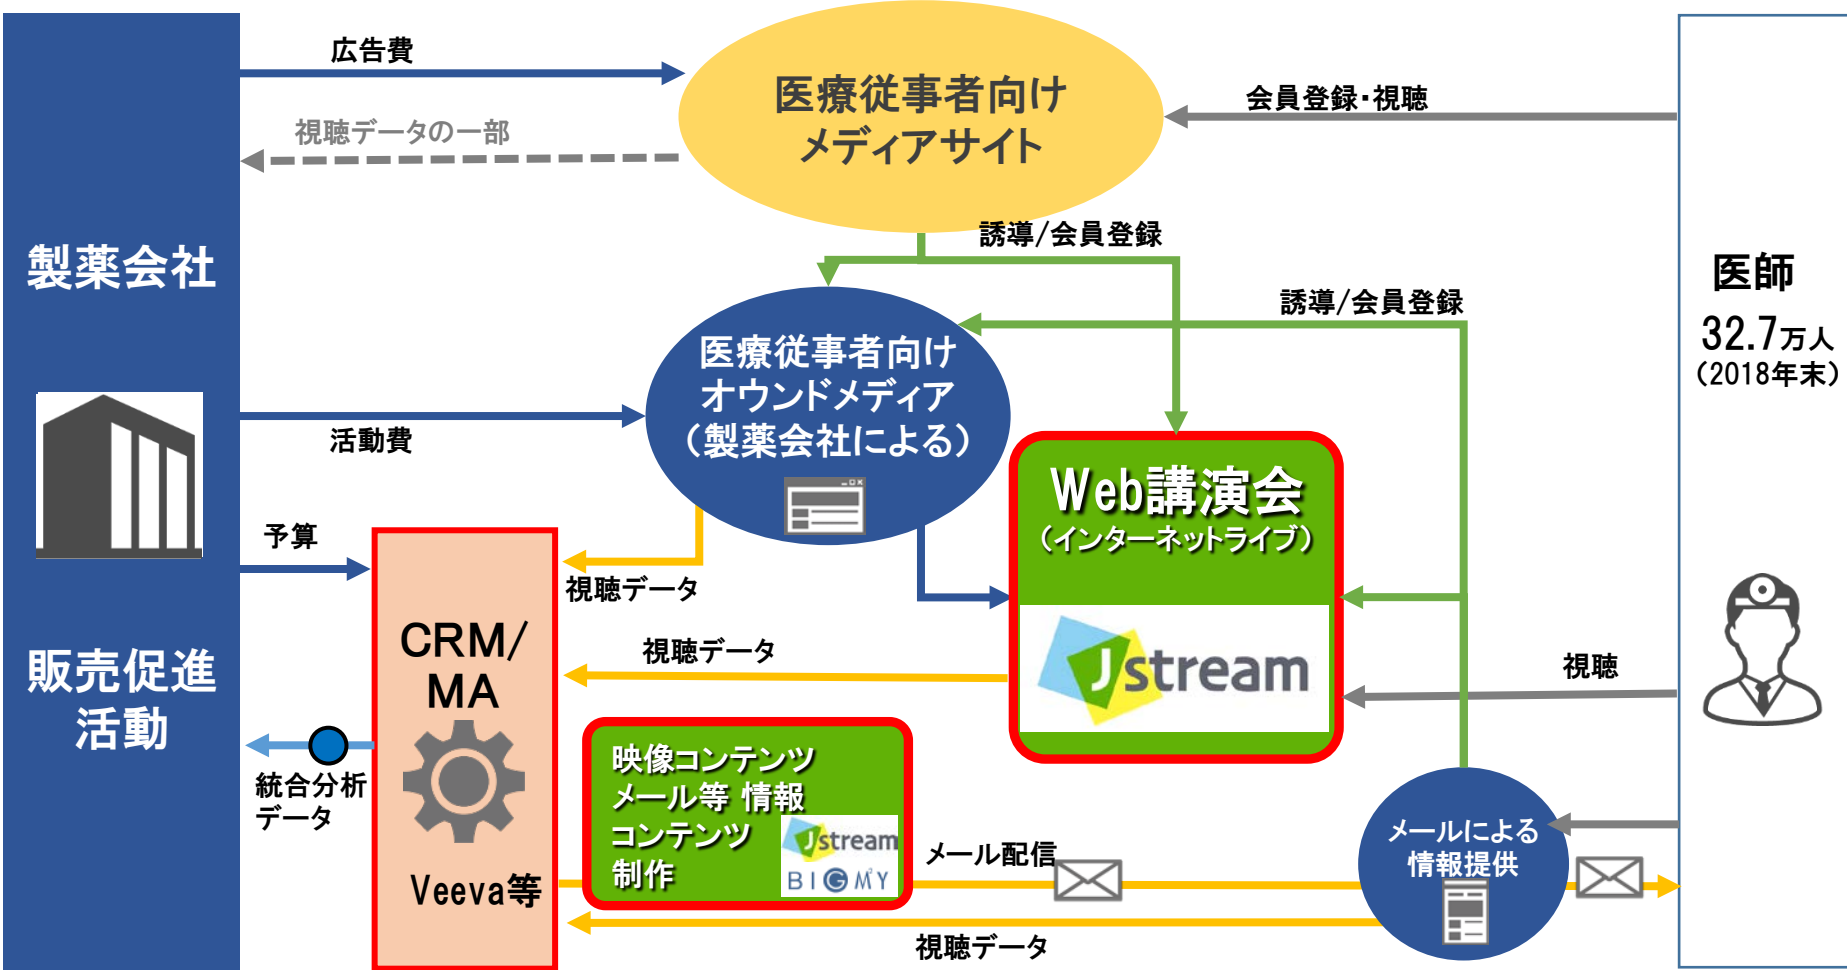 広告費
視聴データの一部
製薬会社
販売促進
活動
医療従事者向け
メディアサイト
会員登録・視聴
誘導/会員登録
誘導/会員登録
医師
32.7万人
（2018年末）
医療従事者向け
オウンドメディア
（製薬会社による）
活動費
予算
視聴データ
Web講演会
（インターネットライブ）
Jstream
視聴データ
視聴
CRM/
MA
Veeva等
統合分析
データ
映像コンテンツ
メール等 情報
コンテンツ
制作
Jstream
BIOMY
メール配信
メールによる
情報提供
視聴データ